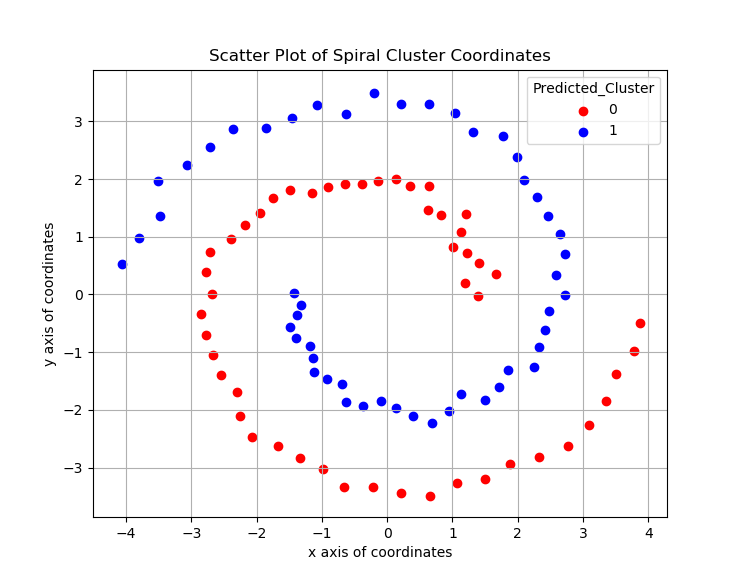 Scatter Plot of Spiral Cluster Coordinates
Predicted_Cluster
0
1
3
2
1
0
−1
−2
−3
y axis of coordinates
−4 −3 −2 −1 0 1 2 3 4
x axis of coordinates